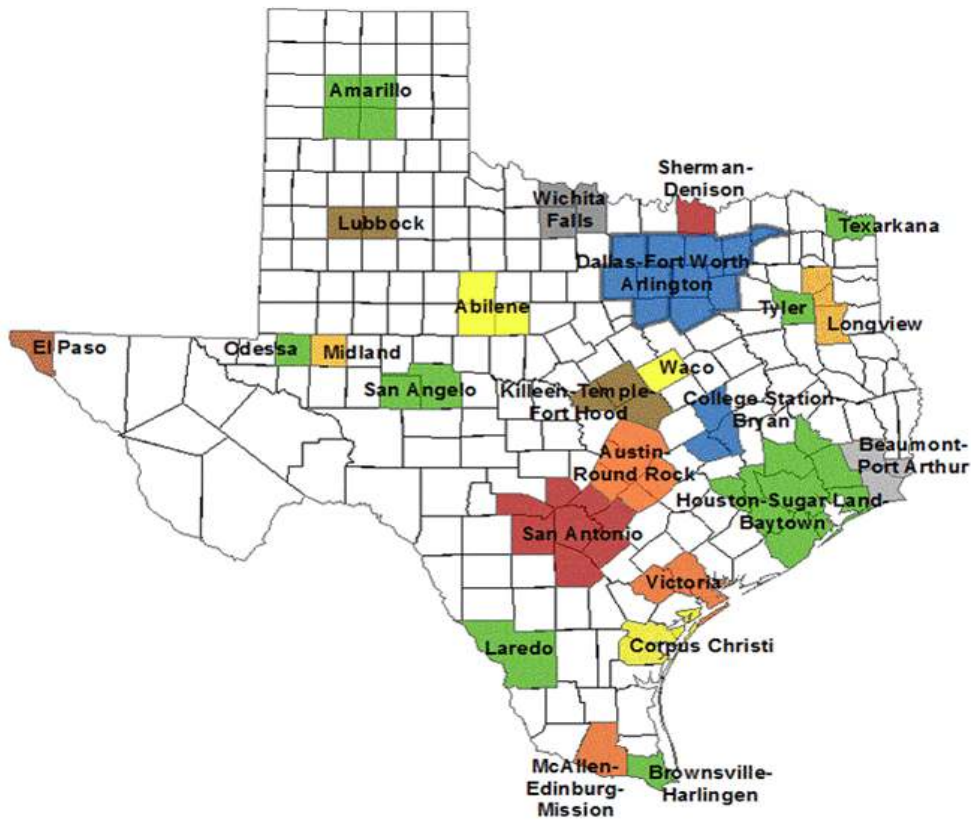 Amarillo
Sherman-
Denison
Wichita
Falls
Lubbock
Texarkana
Dallas-Fort Worth-
Arlington
Abilene
Tyler
Longview
El Paso
Odessa
Midland
Waco
San Angelo
Killeen-Temple-
Fort Hood
College Station-
Bryan
Beaumont-
Port Arthur
Austin-
Round Rock
Houston-Sugar Land-
Baytown
San Antonio
Victoria
Laredo
Corpus Christi
McAllen-
Edinburg-
Mission
Brownsville-
Harlingen